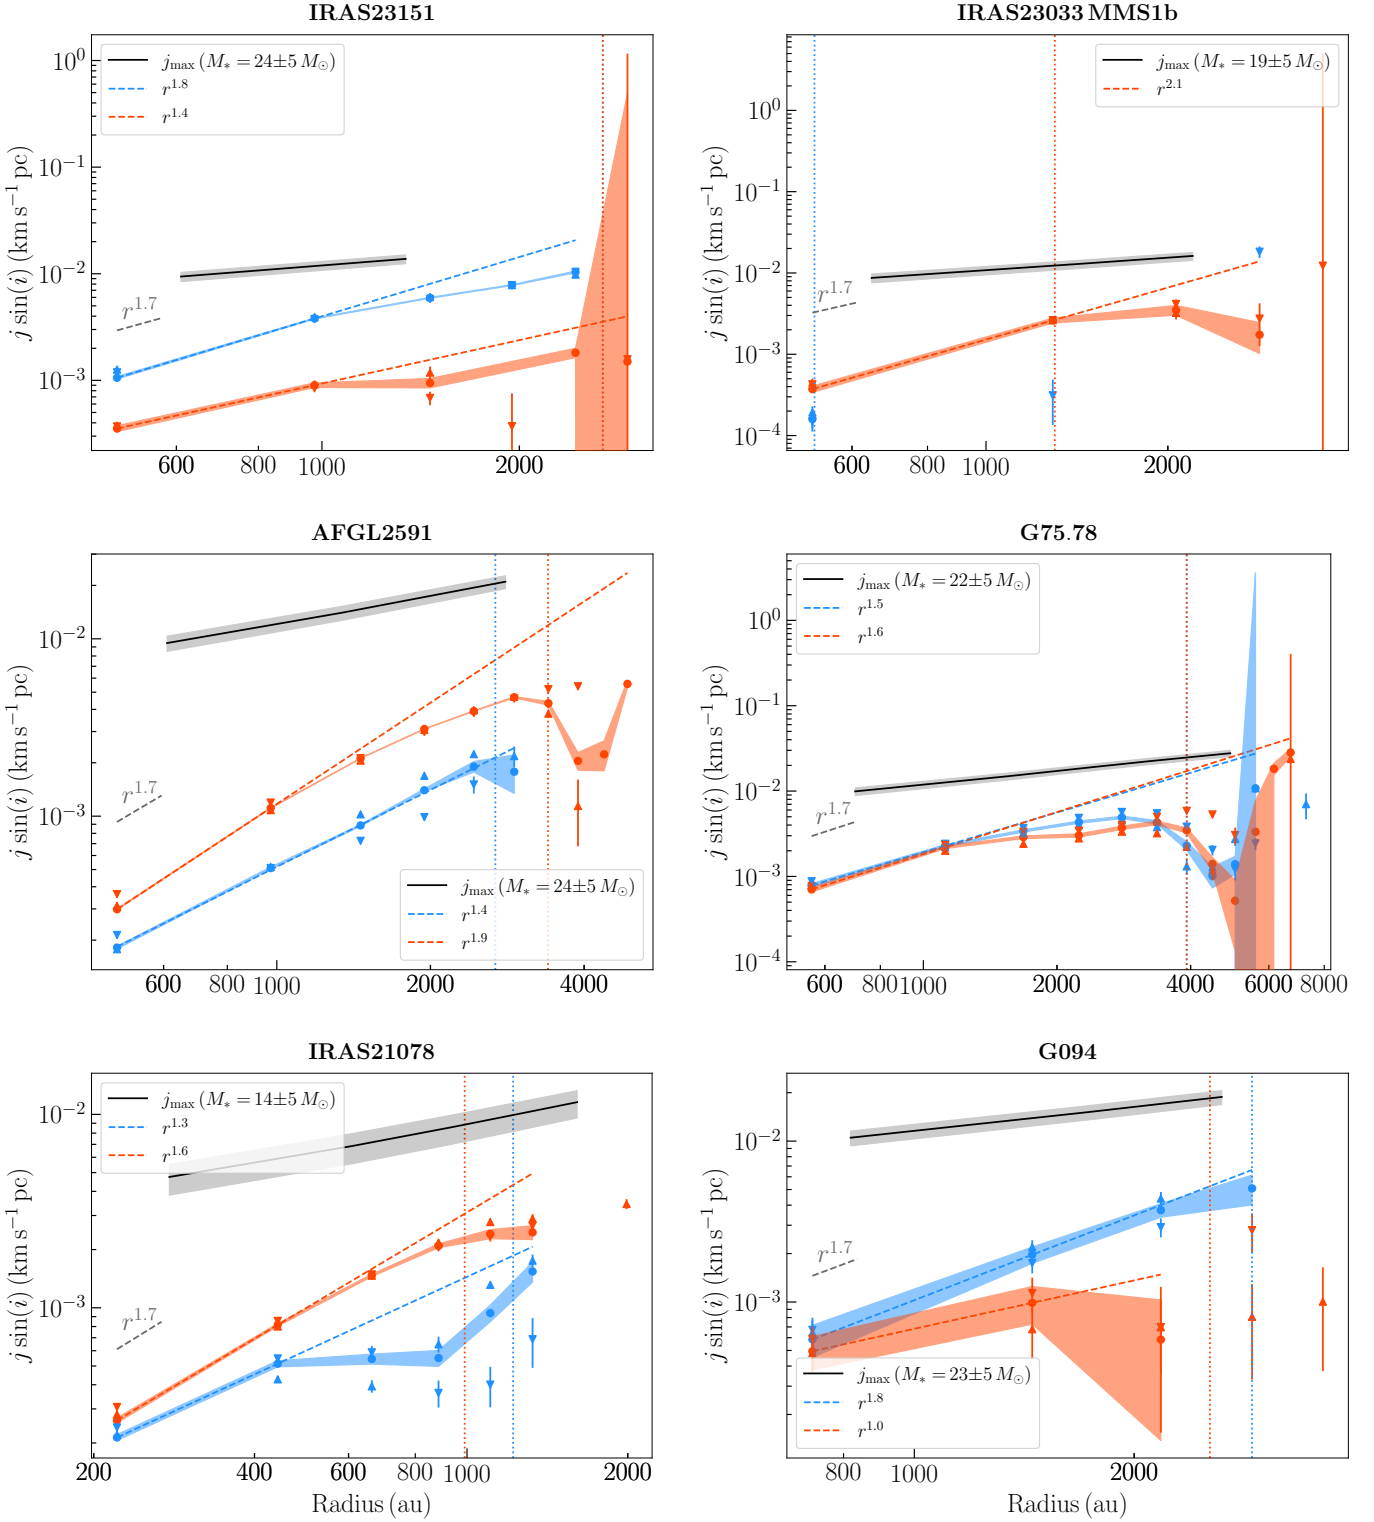 IRAS23151
j sin(i) (km s⁻¹ pc)
10⁰
10⁻¹
10⁻²
10⁻³
j_max (M_* = 24±5 M_⊙)
r^1.8
r^1.4
r^1.7
600 800 1000 2000
IRAS23033 MMS1b
j sin(i) (km s⁻¹ pc)
10⁰
10⁻¹
10⁻²
10⁻³
10⁻⁴
j_max (M_* = 19±5 M_⊙)
r^2.1
r^1.7
600 800 1000 2000
AFGL2591
j sin(i) (km s⁻¹ pc)
10⁻²
10⁻³
r^1.7
j_max (M_* = 24±5 M_⊙)
r^1.4
r^1.9
600 800 1000 2000 4000
G75.78
j sin(i) (km s⁻¹ pc)
10⁰
10⁻¹
10⁻²
10⁻³
10⁻⁴
j_max (M_* = 22±5 M_⊙)
r^1.5
r^1.6
r^1.7
600 800 1000 2000 4000 6000 8000
IRAS21078
j sin(i) (km s⁻¹ pc)
10⁻²
10⁻³
j_max (M_* = 14±5 M_⊙)
r^1.3
r^1.6
r^1.7
200 400 600 800 1000 2000
Radius (au)
G094
j sin(i) (km s⁻¹ pc)
10⁻²
10⁻³
r^1.7
j_max (M_* = 23±5 M_⊙)
r^1.8
r^1.0
800 1000 2000
Radius (au)